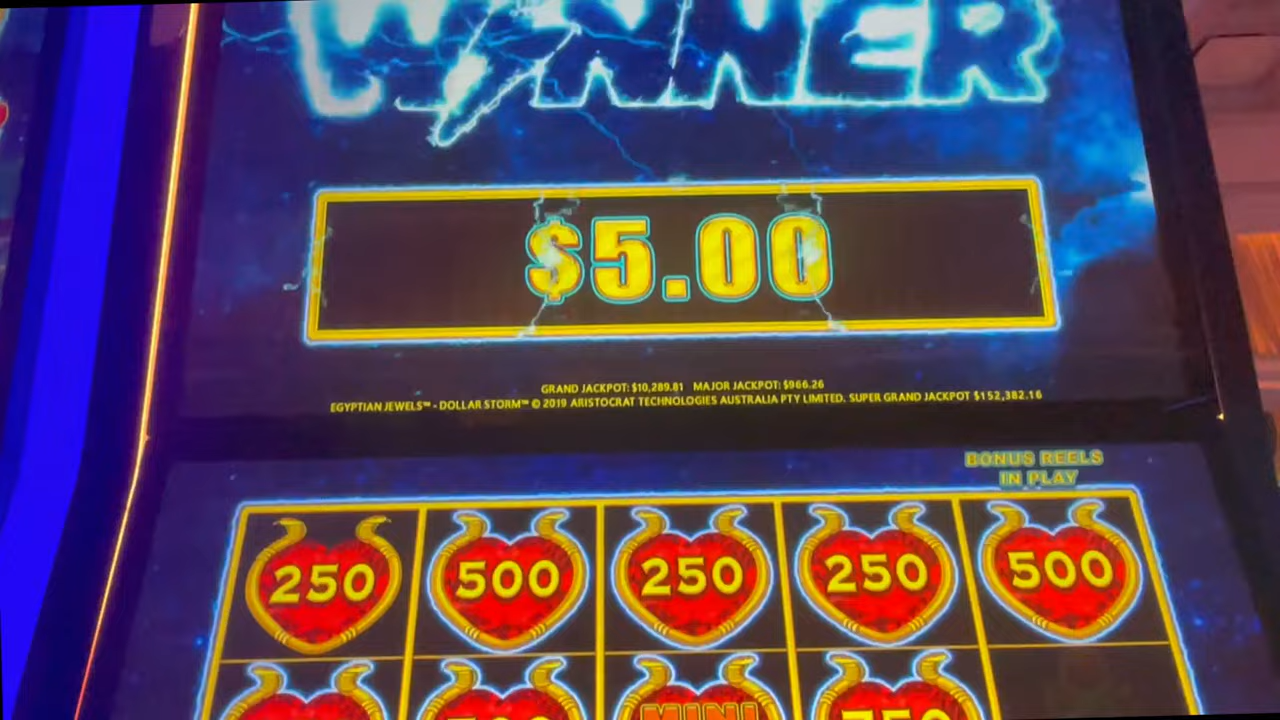 WINNER
$5.00
GRAND JACKPOT: $10,289.81 MAJOR JACKPOT: $966.26
EGYPTIAN JEWELS™ - DOLLAR STORM™ © 2019 ARISTOCRAT TECHNOLOGIES AUSTRALIA PTY LIMITED. SUPER GRAND JACKPOT $152,382.16
BONUS REELS
IN PLAY
250 500 250 250 500
MINI